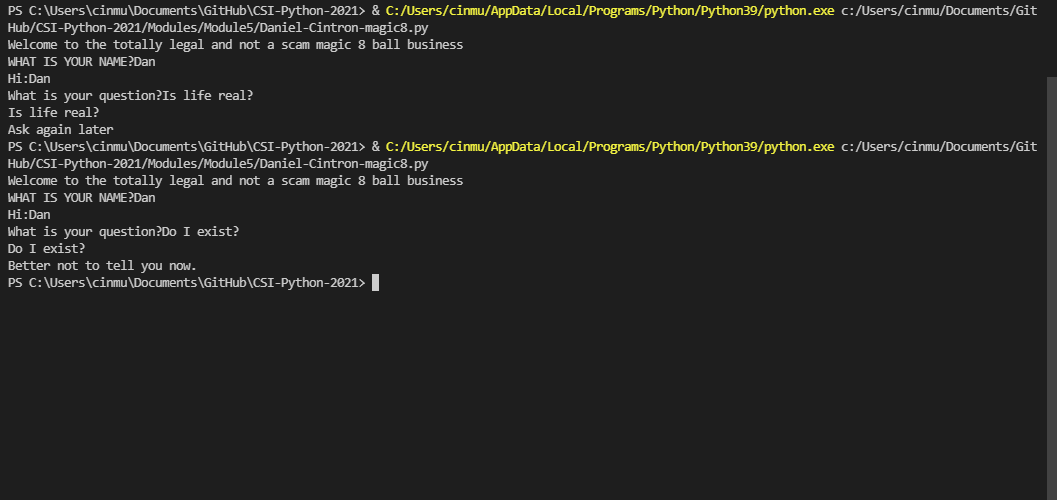 PS C:\Users\cinmu\Documents\GitHub\CSI-Python-2021> & C:/Users/cinmu/AppData/Local/Programs/Python/Python39/python.exe c:/Users/cinmu/Documents/Git
Hub/CSI-Python-2021/Modules/Module5/Daniel-Cintron-magic8.py
Welcome to the totally legal and not a scam magic 8 ball business
WHAT IS YOUR NAME?Dan
Hi:Dan
What is your question?Is life real?
Is life real?
Ask again later
PS C:\Users\cinmu\Documents\GitHub\CSI-Python-2021> & C:/Users/cinmu/AppData/Local/Programs/Python/Python39/python.exe c:/Users/cinmu/Documents/Git
Hub/CSI-Python-2021/Modules/Module5/Daniel-Cintron-magic8.py
Welcome to the totally legal and not a scam magic 8 ball business
WHAT IS YOUR NAME?Dan
Hi:Dan
What is your question?Do I exist?
Do I exist?
Better not to tell you now.
PS C:\Users\cinmu\Documents\GitHub\CSI-Python-2021>